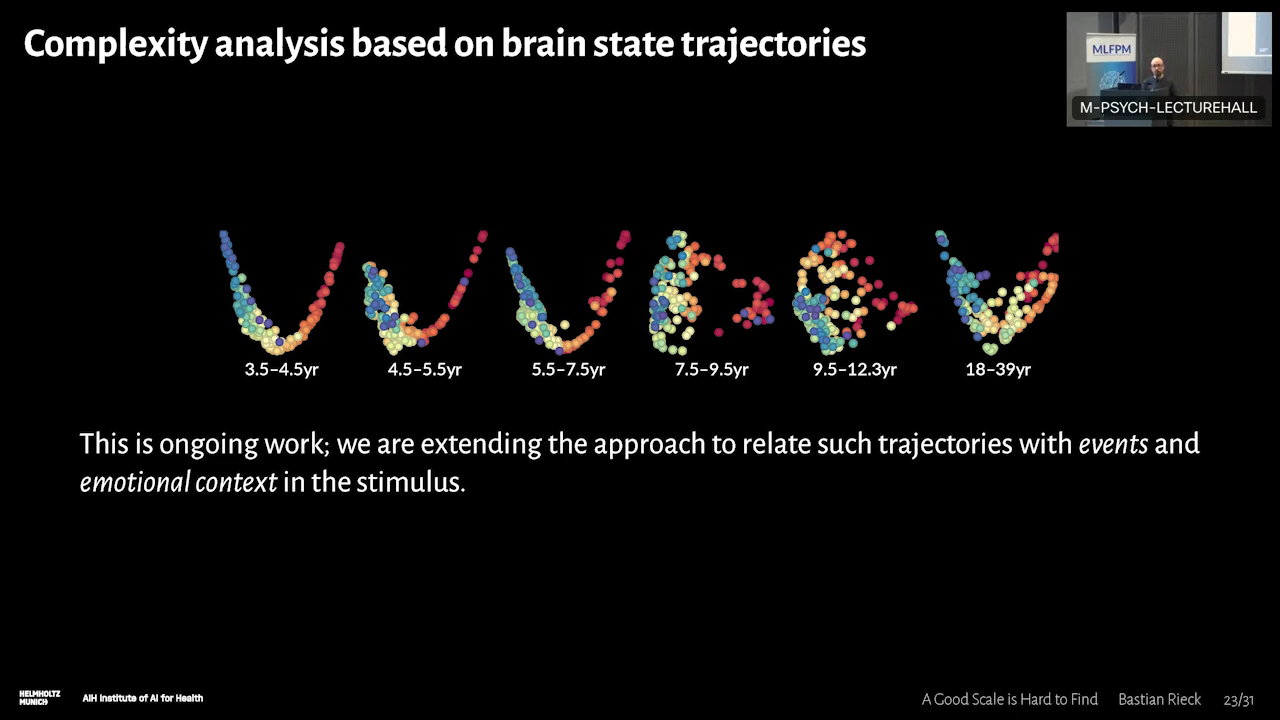 Complexity analysis based on brain state trajectories
MLFPM
M-PSYCH-LECTUREHALL
3.5–4.5yr
4.5–5.5yr
5.5–7.5yr
7.5–9.5yr
9.5–12.3yr
18–39yr
This is ongoing work; we are extending the approach to relate such trajectories with events and
emotional context in the stimulus.
HELMHOLTZ
MUNICH
AIH Institute of AI for Health
A Good Scale is Hard to Find
Bastian Rieck
23/31